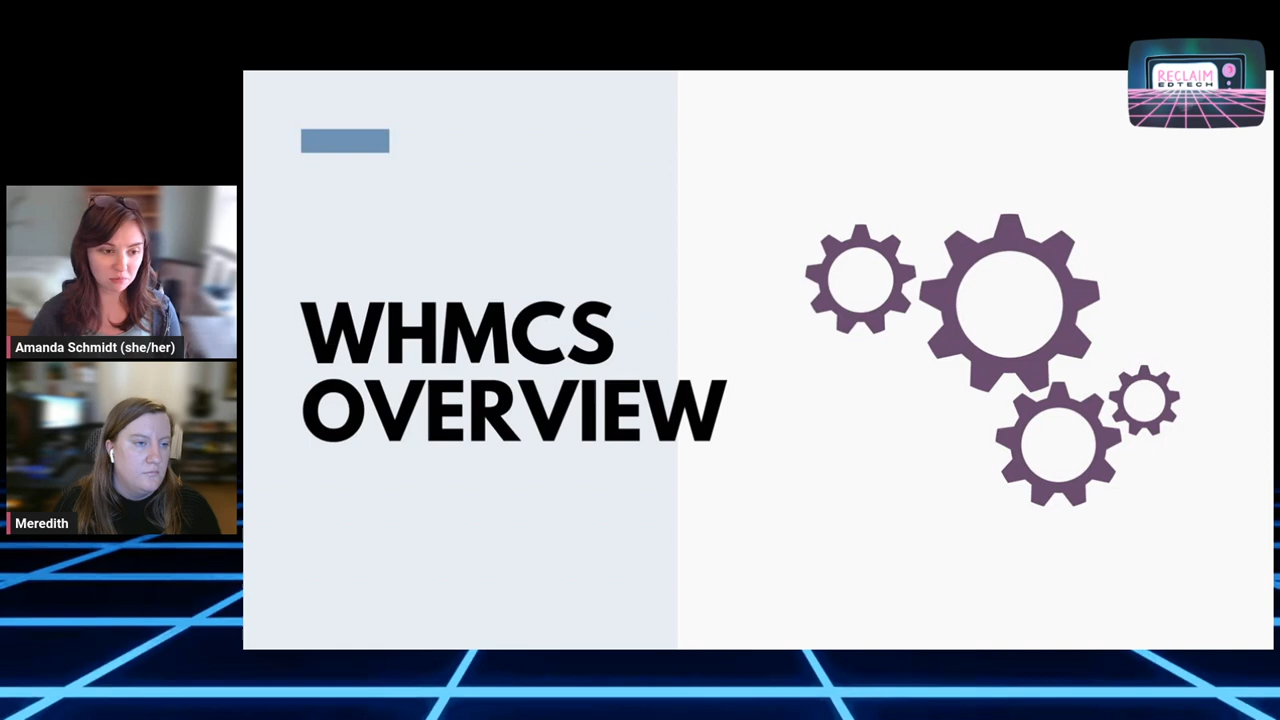 RECLAIM
EDTECH
Amanda Schmidt (she/her)
WHMCS
OVERVIEW
Meredith